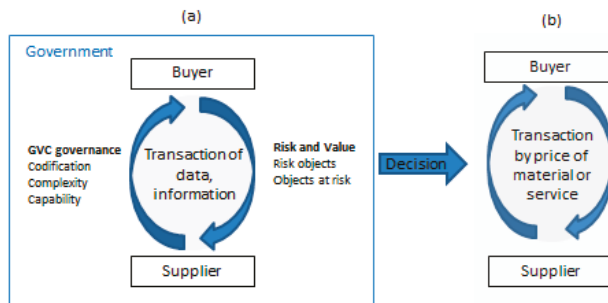 (a)
(b)
Government
Buyer
Buyer
GVC governance
Codification
Complexity
Capability
Transaction of
data,
information
Risk and Value
Risk objects
Objects at risk
Decision
Transaction
by price of
material or
service
Supplier
Supplier